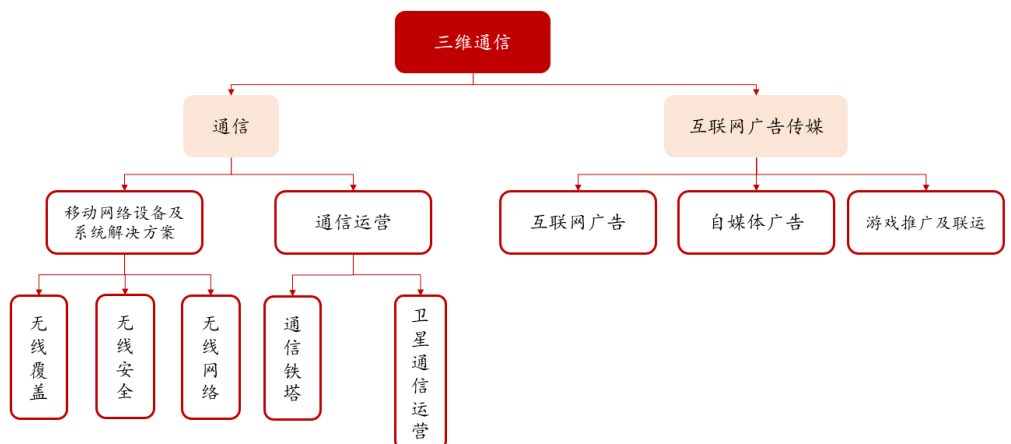 三维通信
通信
互联网广告传媒
移动网络设备及
系统解决方案
通信运营
互联网广告
自媒体广告
游戏推广及联运
无线覆盖
无线安全
无线网络
通信铁塔
卫星通信运营